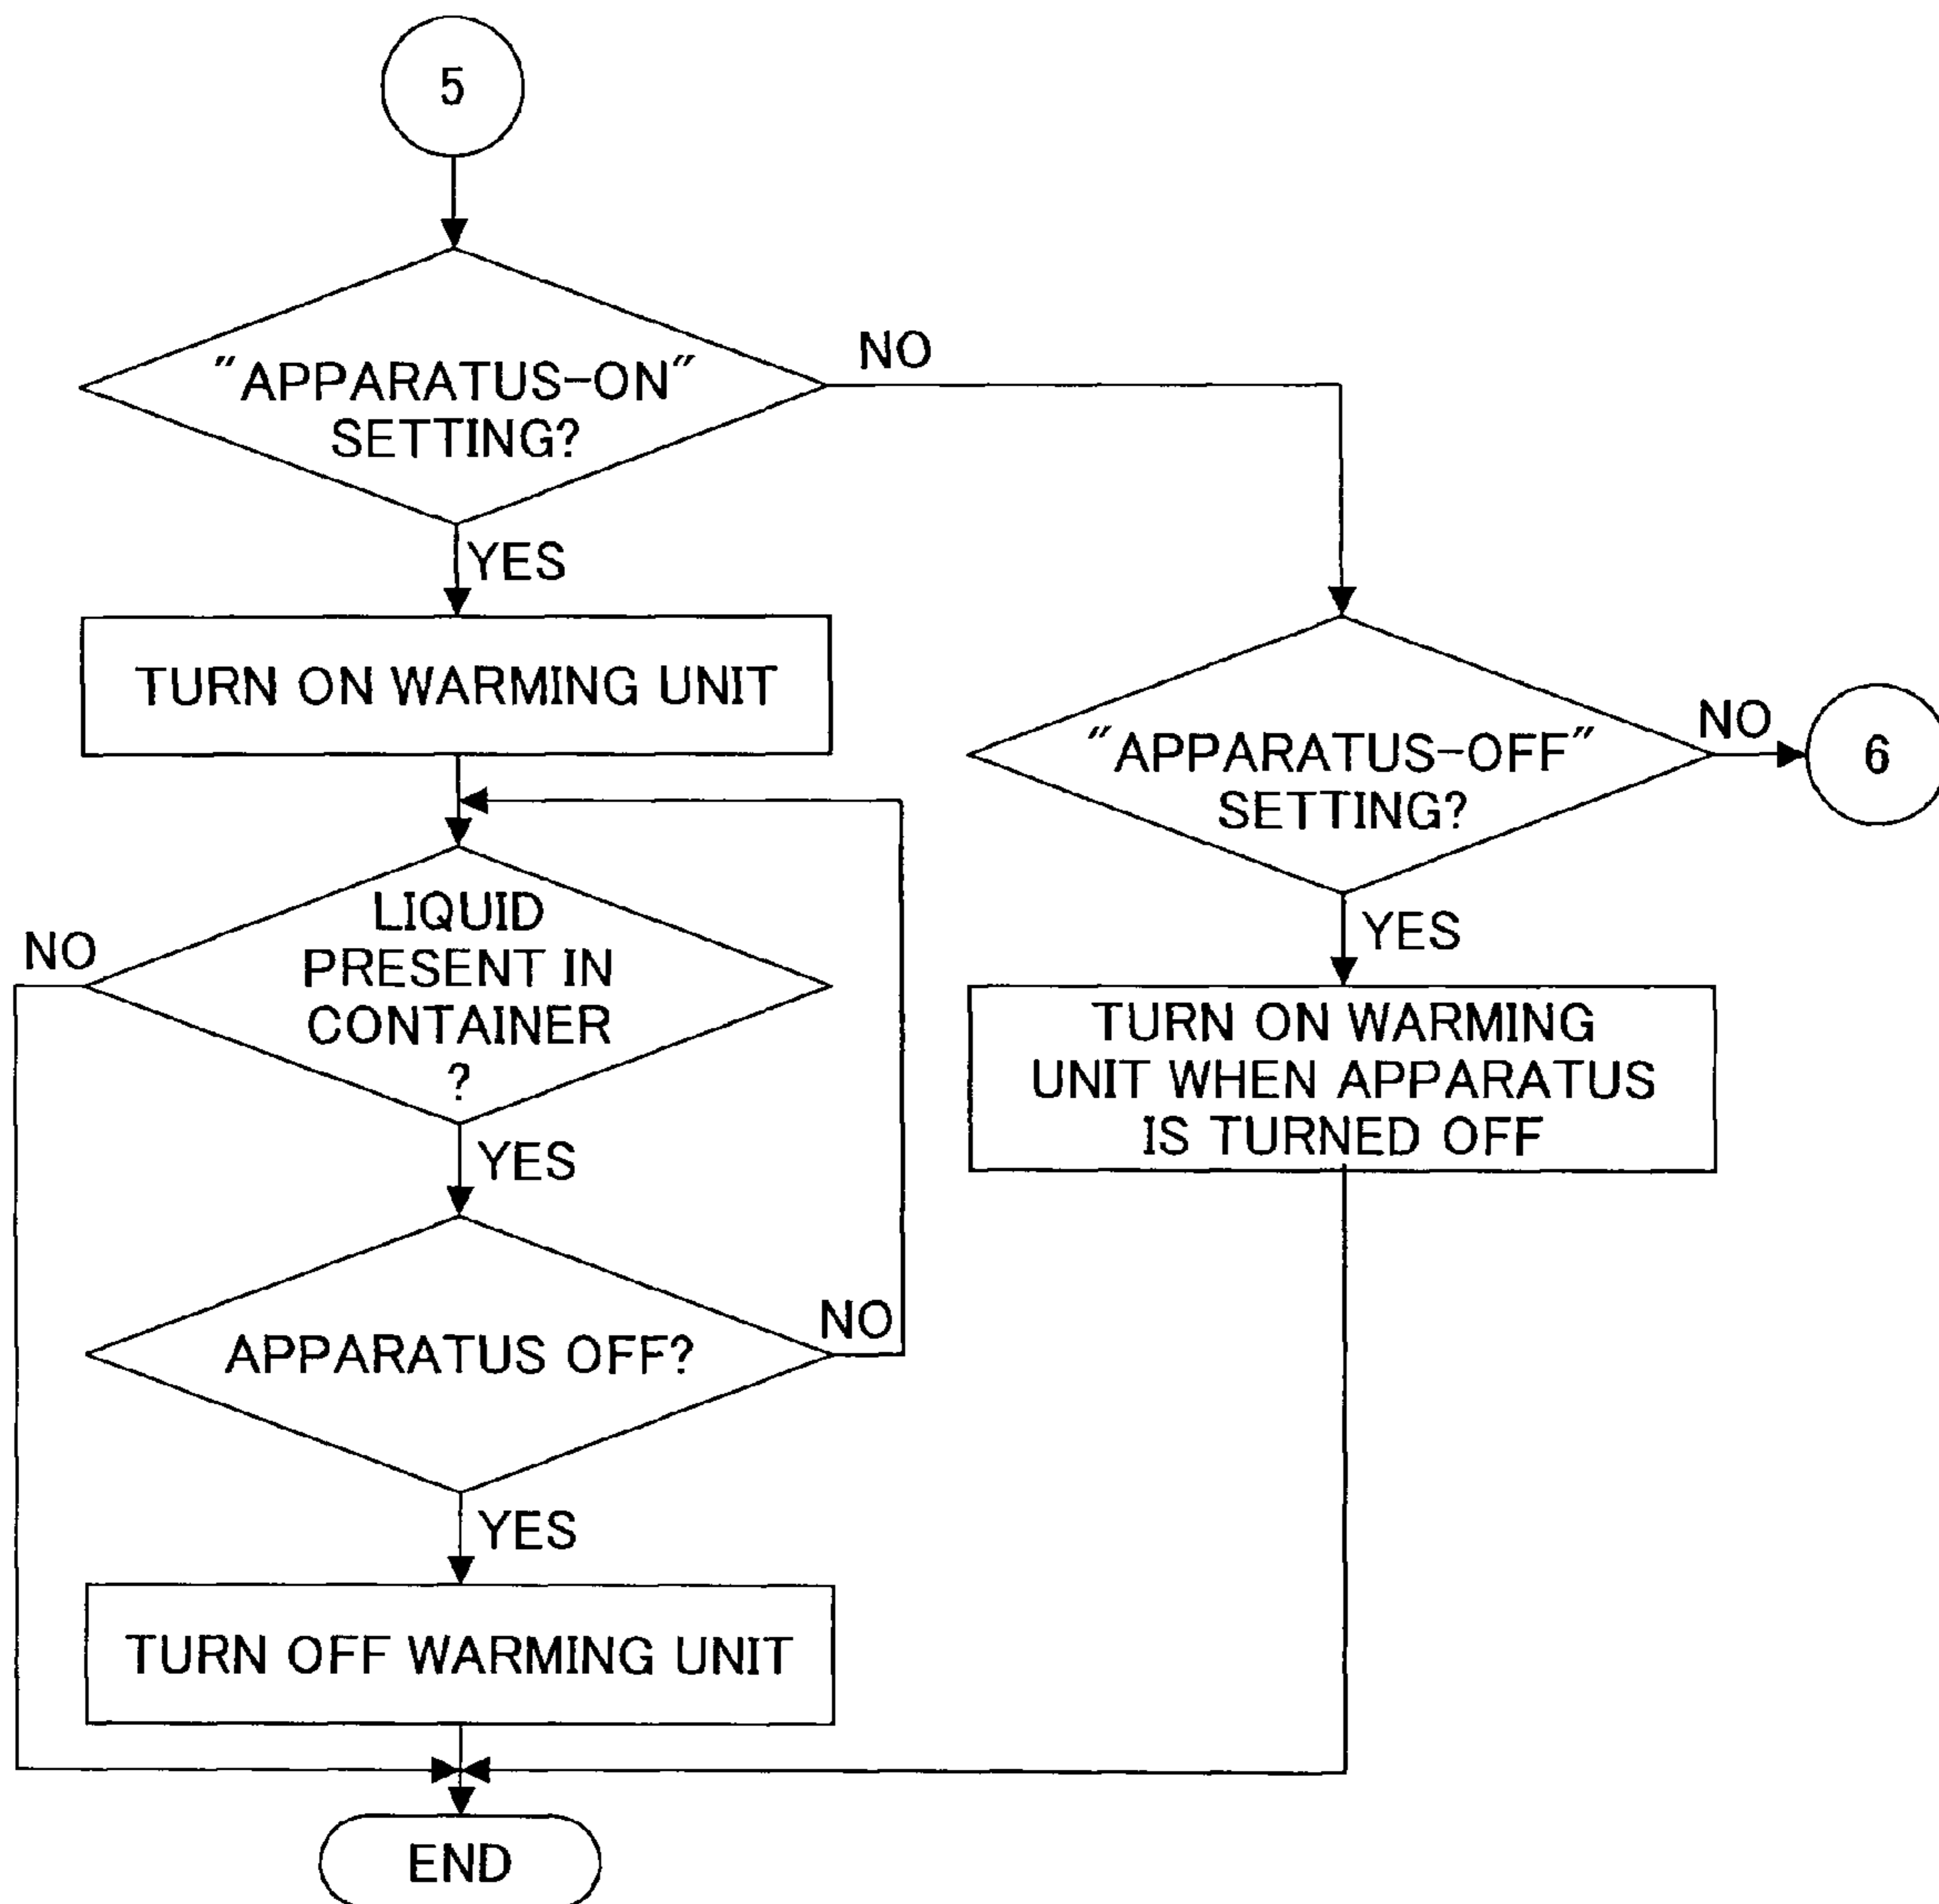 5
"APPARATUS-ON"
SETTING?
NO
YES
TURN ON WARMING UNIT
"APPARATUS-OFF"
SETTING?
NO
6
YES
TURN ON WARMING
UNIT WHEN APPARATUS
IS TURNED OFF
LIQUID
PRESENT IN
CONTAINER
?
NO
YES
APPARATUS OFF?
NO
YES
TURN OFF WARMING UNIT
END